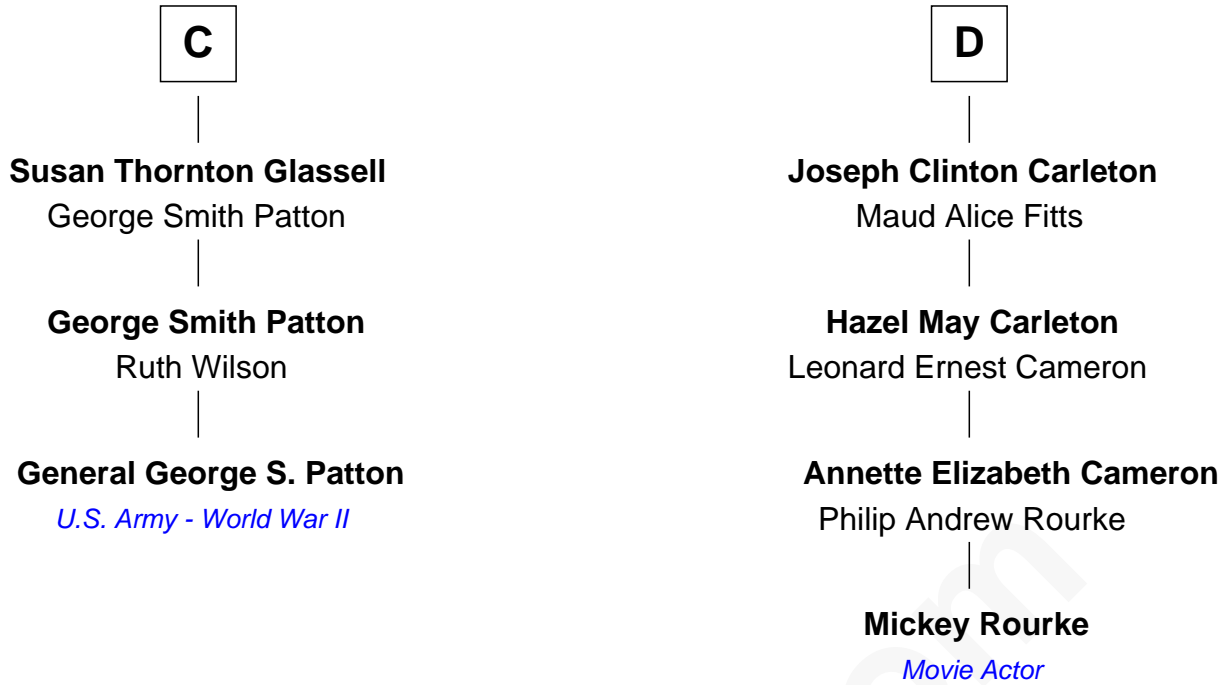 C
Susan Thornton Glassell
George Smith Patton
George Smith Patton
Ruth Wilson
General George S. Patton
U.S. Army - World War II
D
Joseph Clinton Carleton
Maud Alice Fitts
Hazel May Carleton
Leonard Ernest Cameron
Annette Elizabeth Cameron
Philip Andrew Rourke
Mickey Rourke
Movie Actor